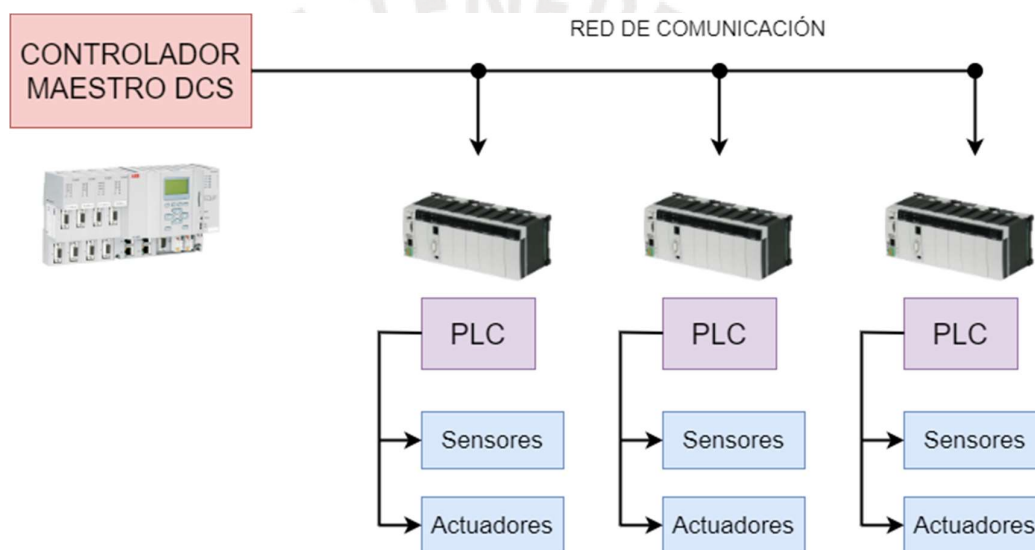 RED DE COMUNICACIÓN
CONTROLADOR
MAESTRO DCS
PLC
PLC
PLC
Sensores
Sensores
Sensores
Actuadores
Actuadores
Actuadores